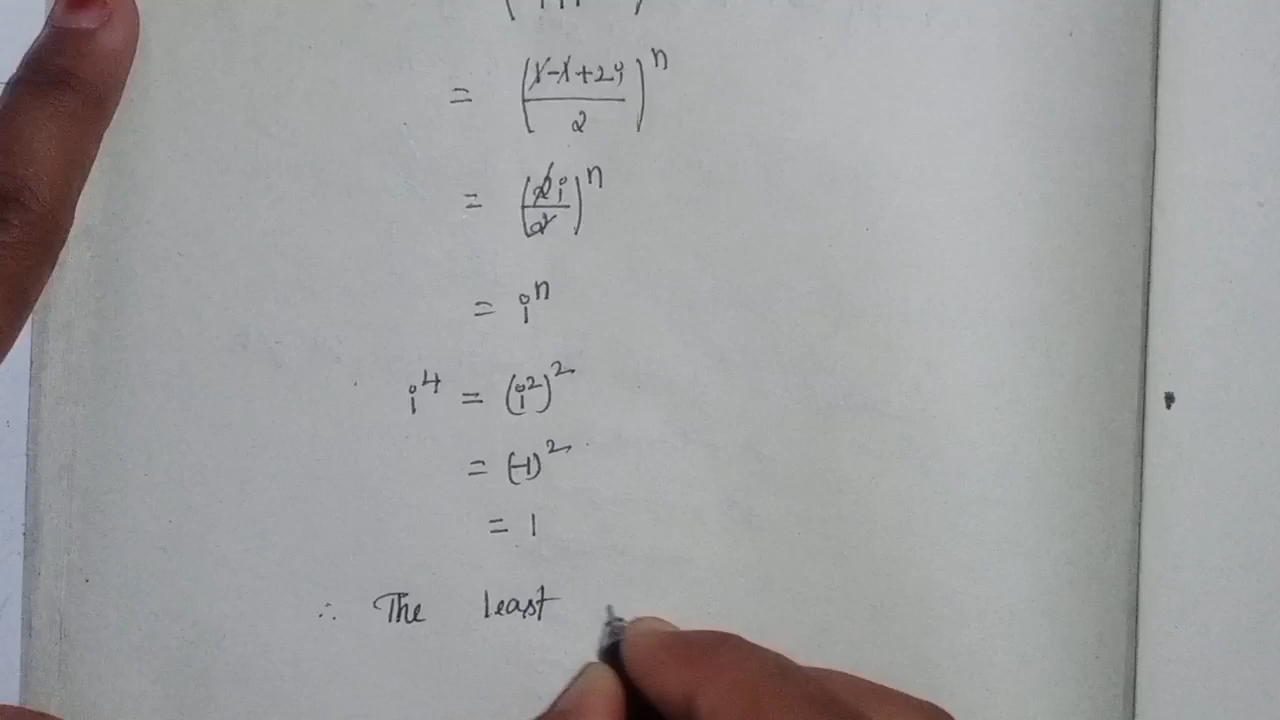 = (1-1+2i/2)^n
= (2i/2)^n
= i^n
i^4 = (i^2)^2
= (-1)^2
= 1
∴ The least